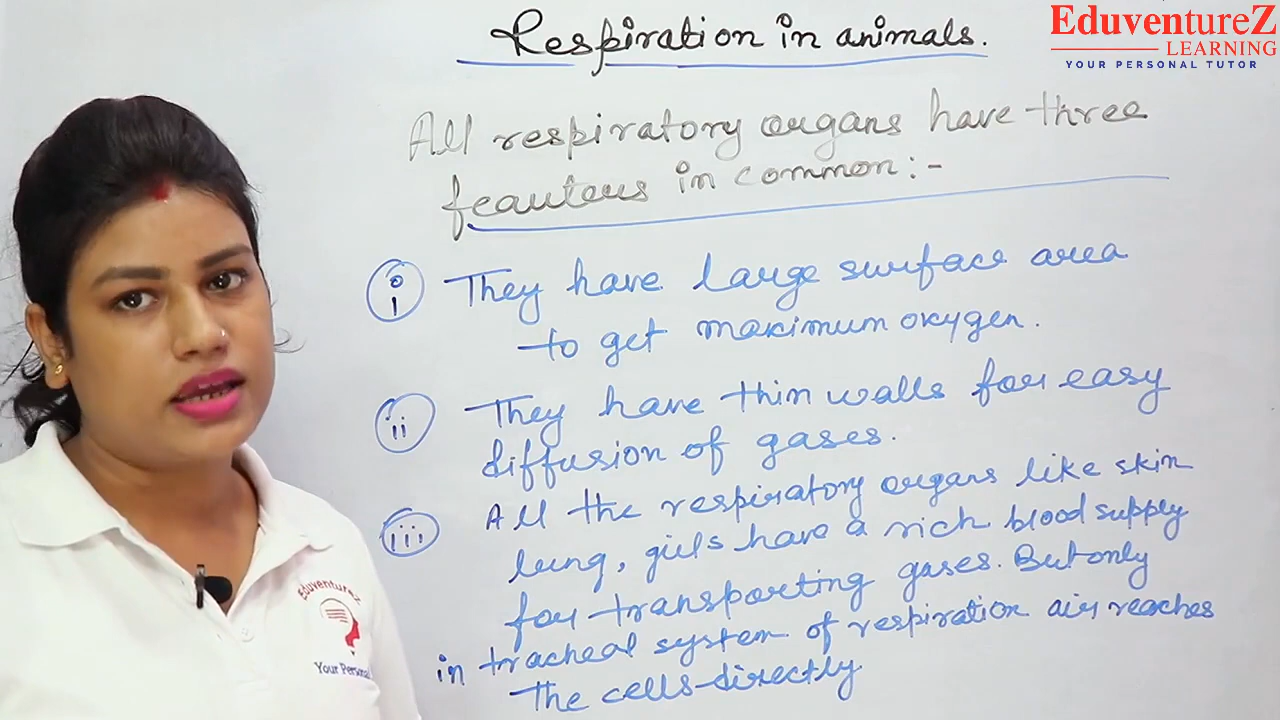 EduventureZ
LEARNING
YOUR PERSONAL TUTOR
Respiration in animals.
All respiratory organs have three
feauteus in common:-
i They have large surface area
to get maximum oxygen.
ii They have thin walls for easy
diffusion of gases.
iii All the respiratory organs like skin
lung, giels have a rich blood supply
for transporting gases. But only
in tracheal system of respiration air reaches
the cells directly
EduventureZ
Your Personal